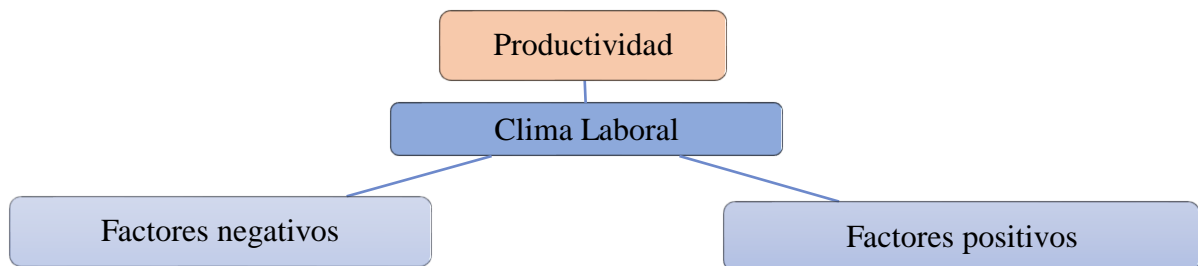 Productividad
Clima Laboral
Factores negativos
Factores positivos